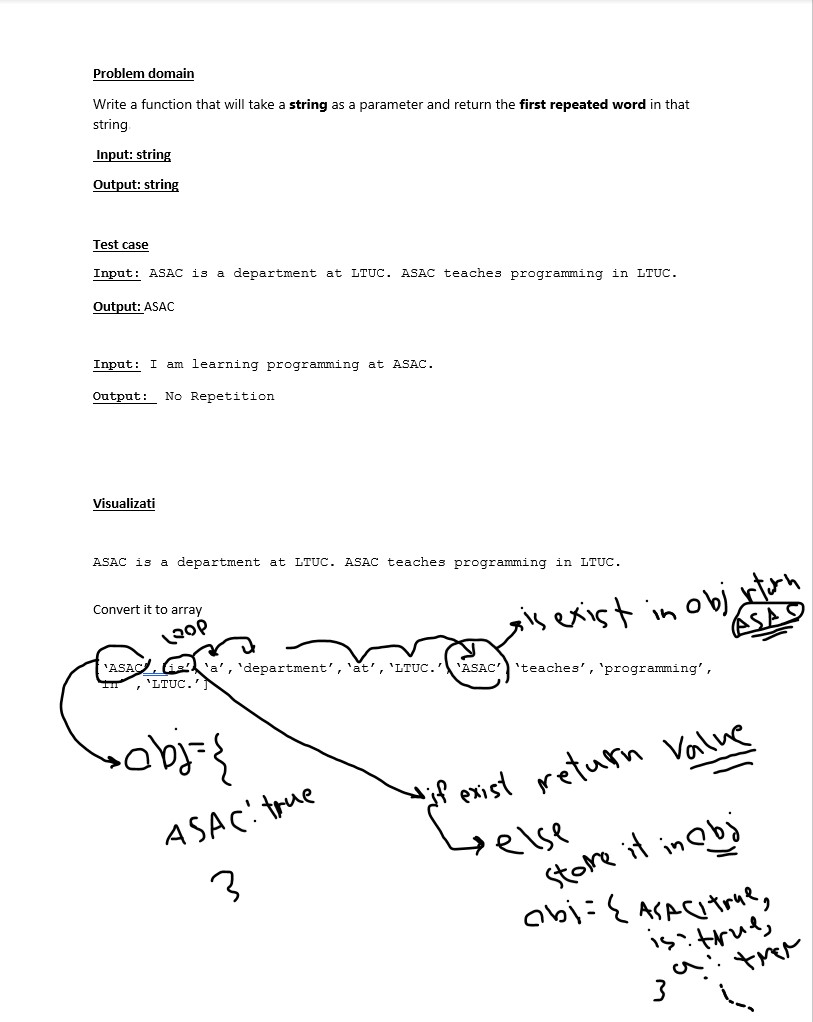 Problem domain
Write a function that will take a string as a parameter and return the first repeated word in that
string.
Input: string
Output: string
Test case
Input: ASAC is a department at LTUC. ASAC teaches programming in LTUC.
Output: ASAC
Input: I am learning programming at ASAC.
Output: No Repetition
Visualizati
ASAC is a department at LTUC. ASAC teaches programming in LTUC.
is exist in obj rturn
ASAC
Convert it to array
LOOP
‘ASAC’, ‘is’, ‘a’, ‘department’, ‘at’, ‘LTUC.’, ‘ASAC’, ‘teaches’, ‘programming’,
in’ , ‘LTUC.’]
obj={
ASAC: true
}
if exist return value
else
store it in obj
obj={ ASAC: true,
is: true,
a:
}